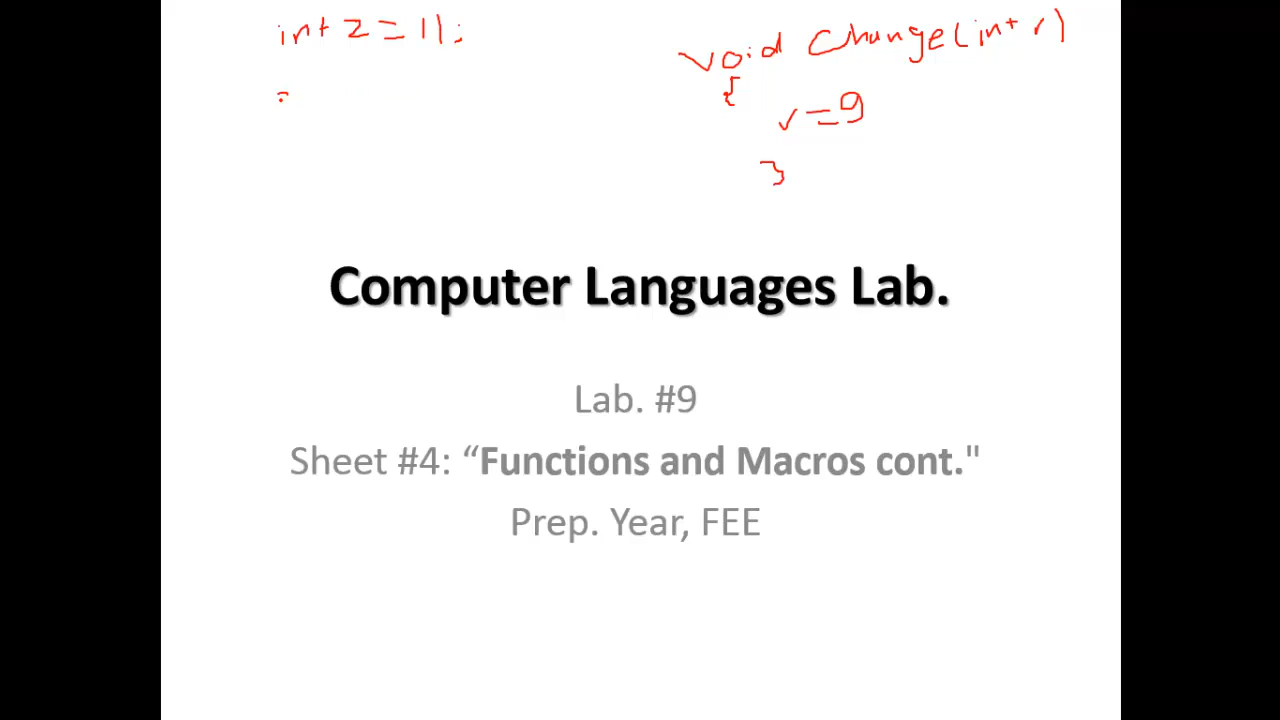 int z = 11;
void Change(int r)
{
r = 9
}
Computer Languages Lab.
Lab. #9
Sheet #4: “Functions and Macros cont."
Prep. Year, FEE